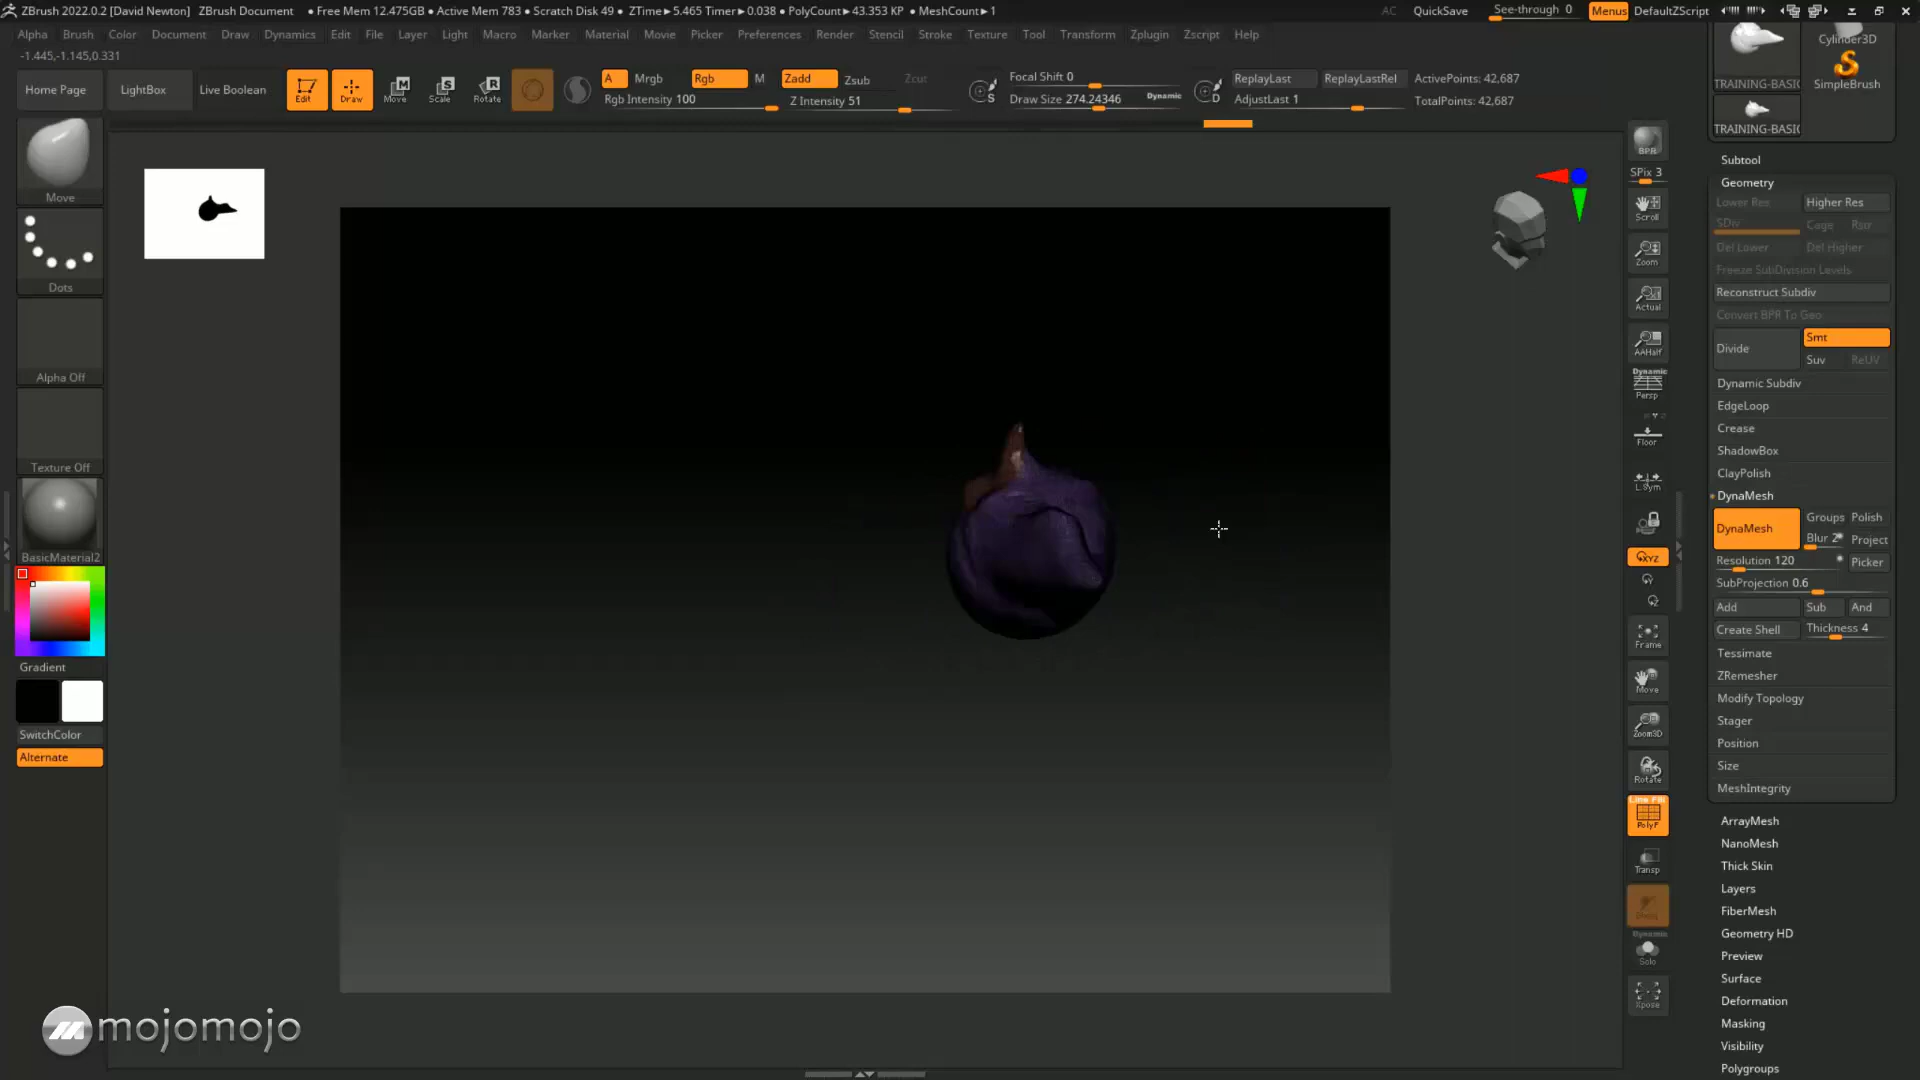 ZBrush 2022.0.2 [David Newton] ZBrush Document • Free Mem 12.475GB • Active Mem 783 • Scratch Disk 49 • ZTime►5.465 Timer►0.038 • PolyCount►43.353 KP • MeshCount►1 AC QuickSave See-through 0 Menus DefaultZScript
Alpha Brush Color Document Draw Dynamics Edit File Layer Light Macro Marker Material Movie Picker Preferences Render Stencil Stroke Texture Tool Transform Zplugin Zscript Help
-1.445,-1.145,0.331
Home Page LightBox Live Boolean Edit Draw Move Scale Rotate
A Mrgb Rgb M Zadd Zsub Zcut
Rgb Intensity 100 Z Intensity 51
S Focal Shift 0
Draw Size 274.24346 Dynamic
D ReplayLast ReplayLastRel ActivePoints: 42,687
AdjustLast 1 TotalPoints: 42,687
Move
Dots
Alpha Off
Texture Off
BasicMaterial2
Gradient
SwitchColor
Alternate
mojomojo
BPR
SPix 3
Scroll
Zoom
Actual
AAHalf
Dynamic
Persp
Floor
L.Sym
XYZ
Frame
Move
Zoom3D
Rotate
Line Fill
PolyF
Transp
Dynamic
Solo
Xpose
Cylinder3D
TRAINING-BASIC
SimpleBrush
TRAINING-BASIC
Subtool
Geometry
Lower Res Higher Res
SDiv Cage Rstr
Del Lower Del Higher
Freeze SubDivision Levels
Reconstruct Subdiv
Convert BPR To Geo
Divide Smt
Suv ReUV
Dynamic Subdiv
EdgeLoop
Crease
ShadowBox
ClayPolish
DynaMesh
DynaMesh Groups Polish
Blur 2 Project
Resolution 120 Picker
SubProjection 0.6
Add Sub And
Create Shell Thickness 4
Tessimate
ZRemesher
Modify Topology
Stager
Position
Size
MeshIntegrity
ArrayMesh
NanoMesh
Thick Skin
Layers
FiberMesh
Geometry HD
Preview
Surface
Deformation
Masking
Visibility
Polygroups